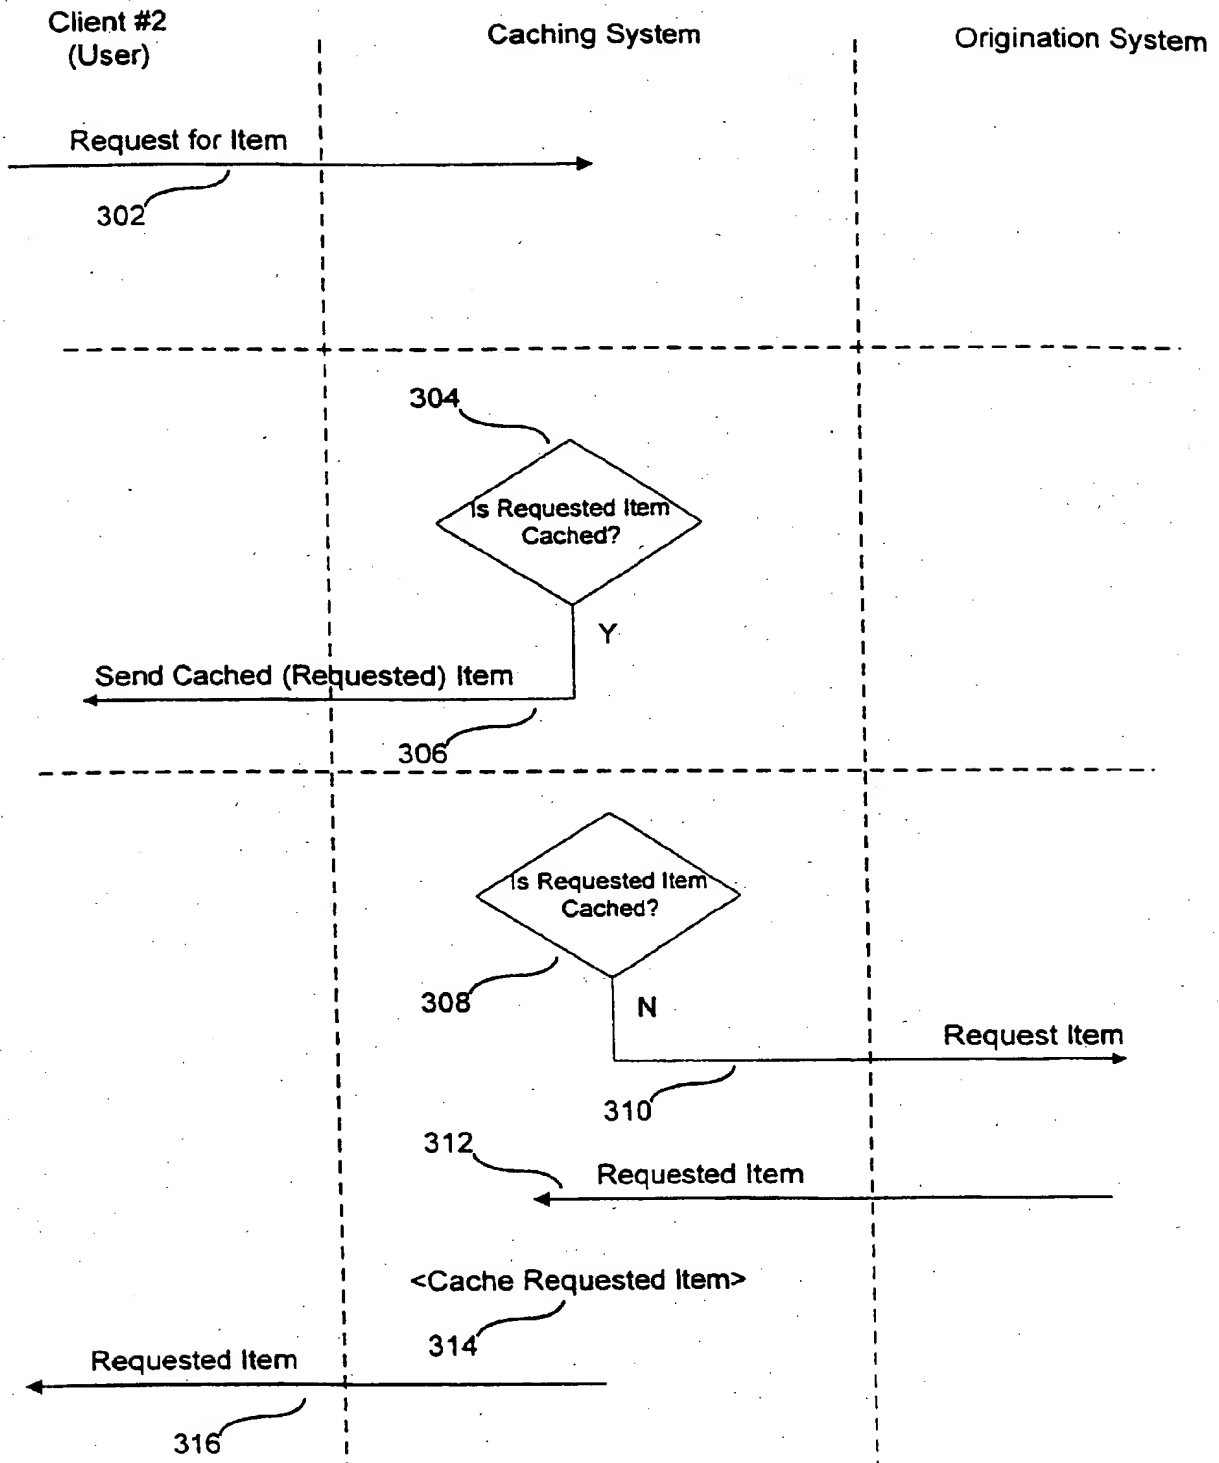 Client #2
(User)
Caching System
Origination System
Request for Item
302
304
Is Requested Item
Cached?
Y
Send Cached (Requested) Item
306
Is Requested Item
Cached?
308
N
Request Item
310
312
Requested Item
<Cache Requested Item>
314
Requested Item
316